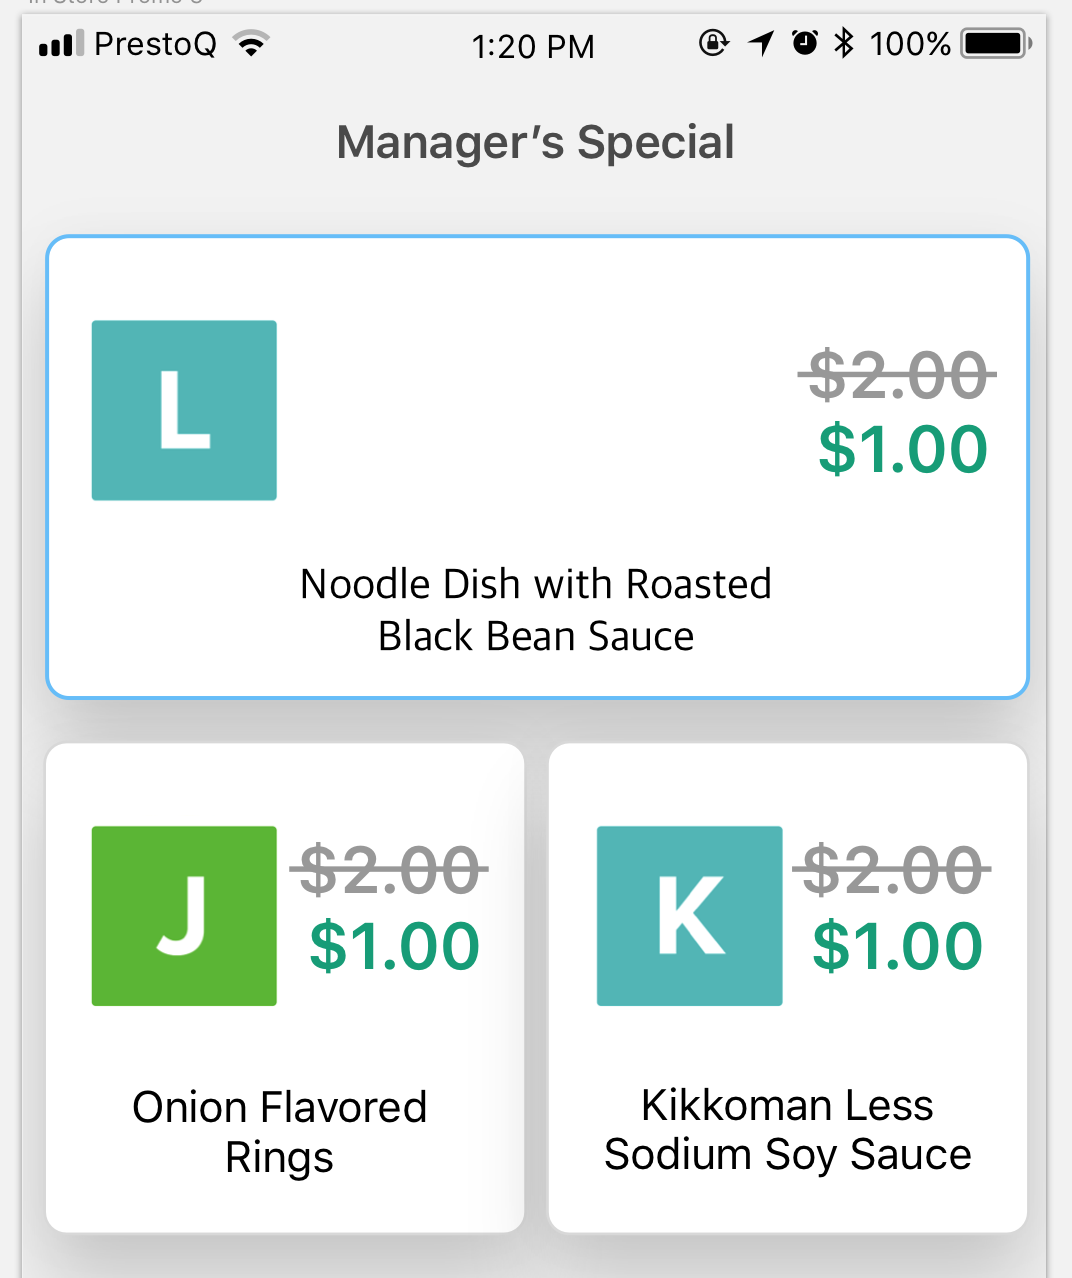 PrestoQ 1:20 PM 100%
Manager’s Special
L
$2.00
$1.00
Noodle Dish with Roasted
Black Bean Sauce
J
$2.00
$1.00
Onion Flavored
Rings
K
$2.00
$1.00
Kikkoman Less
Sodium Soy Sauce